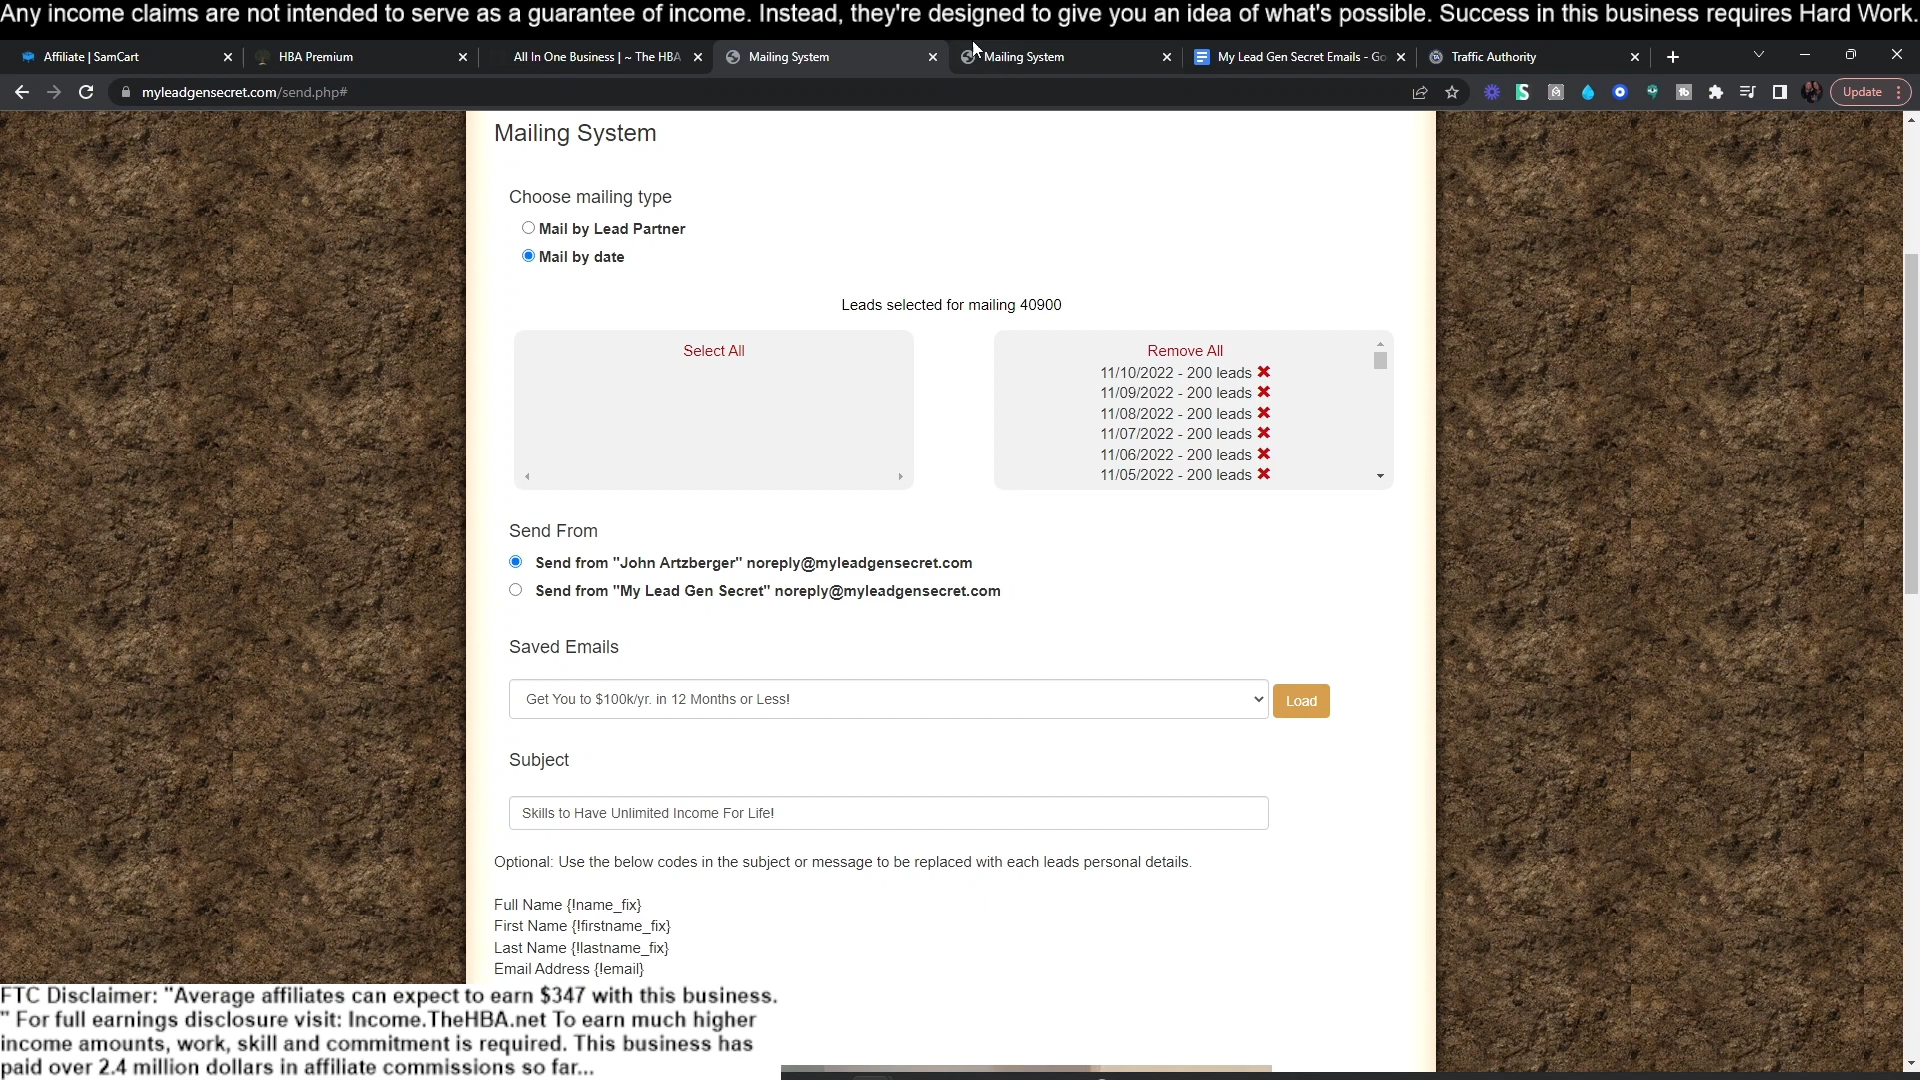 Any income claims are not intended to serve as a guarantee of income. Instead, they're designed to give you an idea of what's possible. Success in this business requires Hard Work.
Affiliate | SamCart
HBA Premium
All In One Business | ~ The HBA
Mailing System
Mailing System
My Lead Gen Secret Emails - Go
Traffic Authority
myleadgensecret.com/send.php#
Update
Mailing System
Choose mailing type
Mail by Lead Partner
Mail by date
Leads selected for mailing 40900
Select All
Remove All
11/10/2022 - 200 leads
11/09/2022 - 200 leads
11/08/2022 - 200 leads
11/07/2022 - 200 leads
11/06/2022 - 200 leads
11/05/2022 - 200 leads
Send From
Send from "John Artzberger" noreply@myleadgensecret.com
Send from "My Lead Gen Secret" noreply@myleadgensecret.com
Saved Emails
Get You to $100k/yr. in 12 Months or Less!
Load
Subject
Skills to Have Unlimited Income For Life!
Optional: Use the below codes in the subject or message to be replaced with each leads personal details.
Full Name {!name_fix}
First Name {!firstname_fix}
Last Name {!lastname_fix}
Email Address {!email}
FTC Disclaimer: "Average affiliates can expect to earn $347 with this business.
" For full earnings disclosure visit: Income.TheHBA.net To earn much higher
income amounts, work, skill and commitment is required. This business has
paid over 2.4 million dollars in affiliate commissions so far...